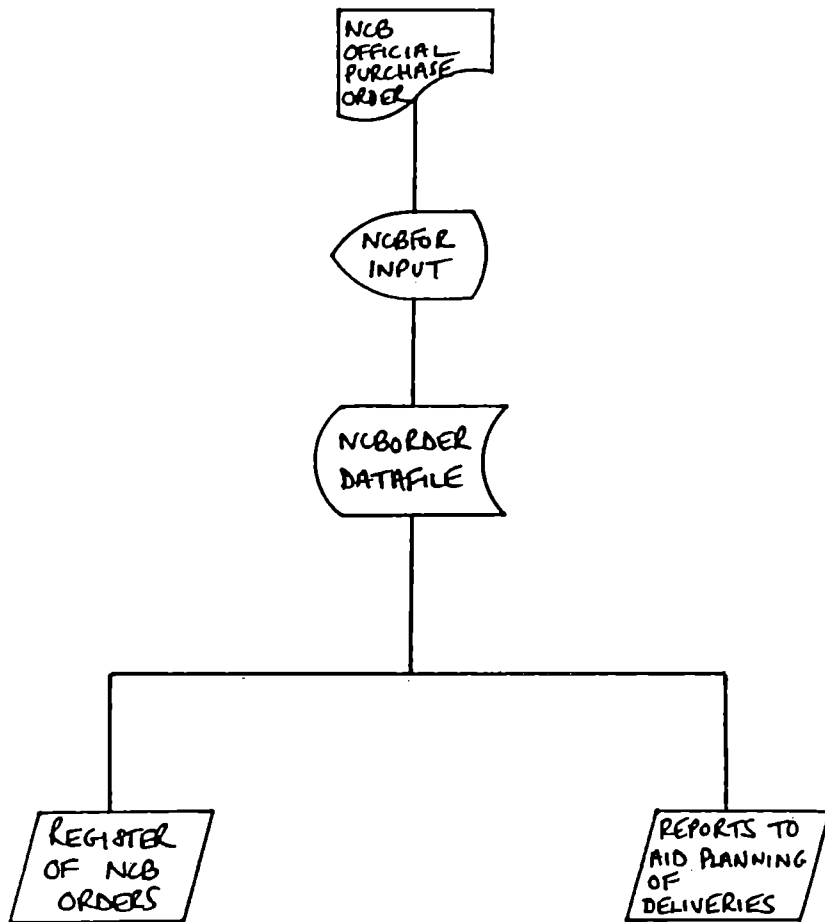 NCB
OFFICIAL
PURCHASE
ORDER
NCBFOR
INPUT
NCBORDER
DATAFILE
REGISTER
OF NCB
ORDERS
REPORTS TO
AID PLANNING
OF
DELIVERIES